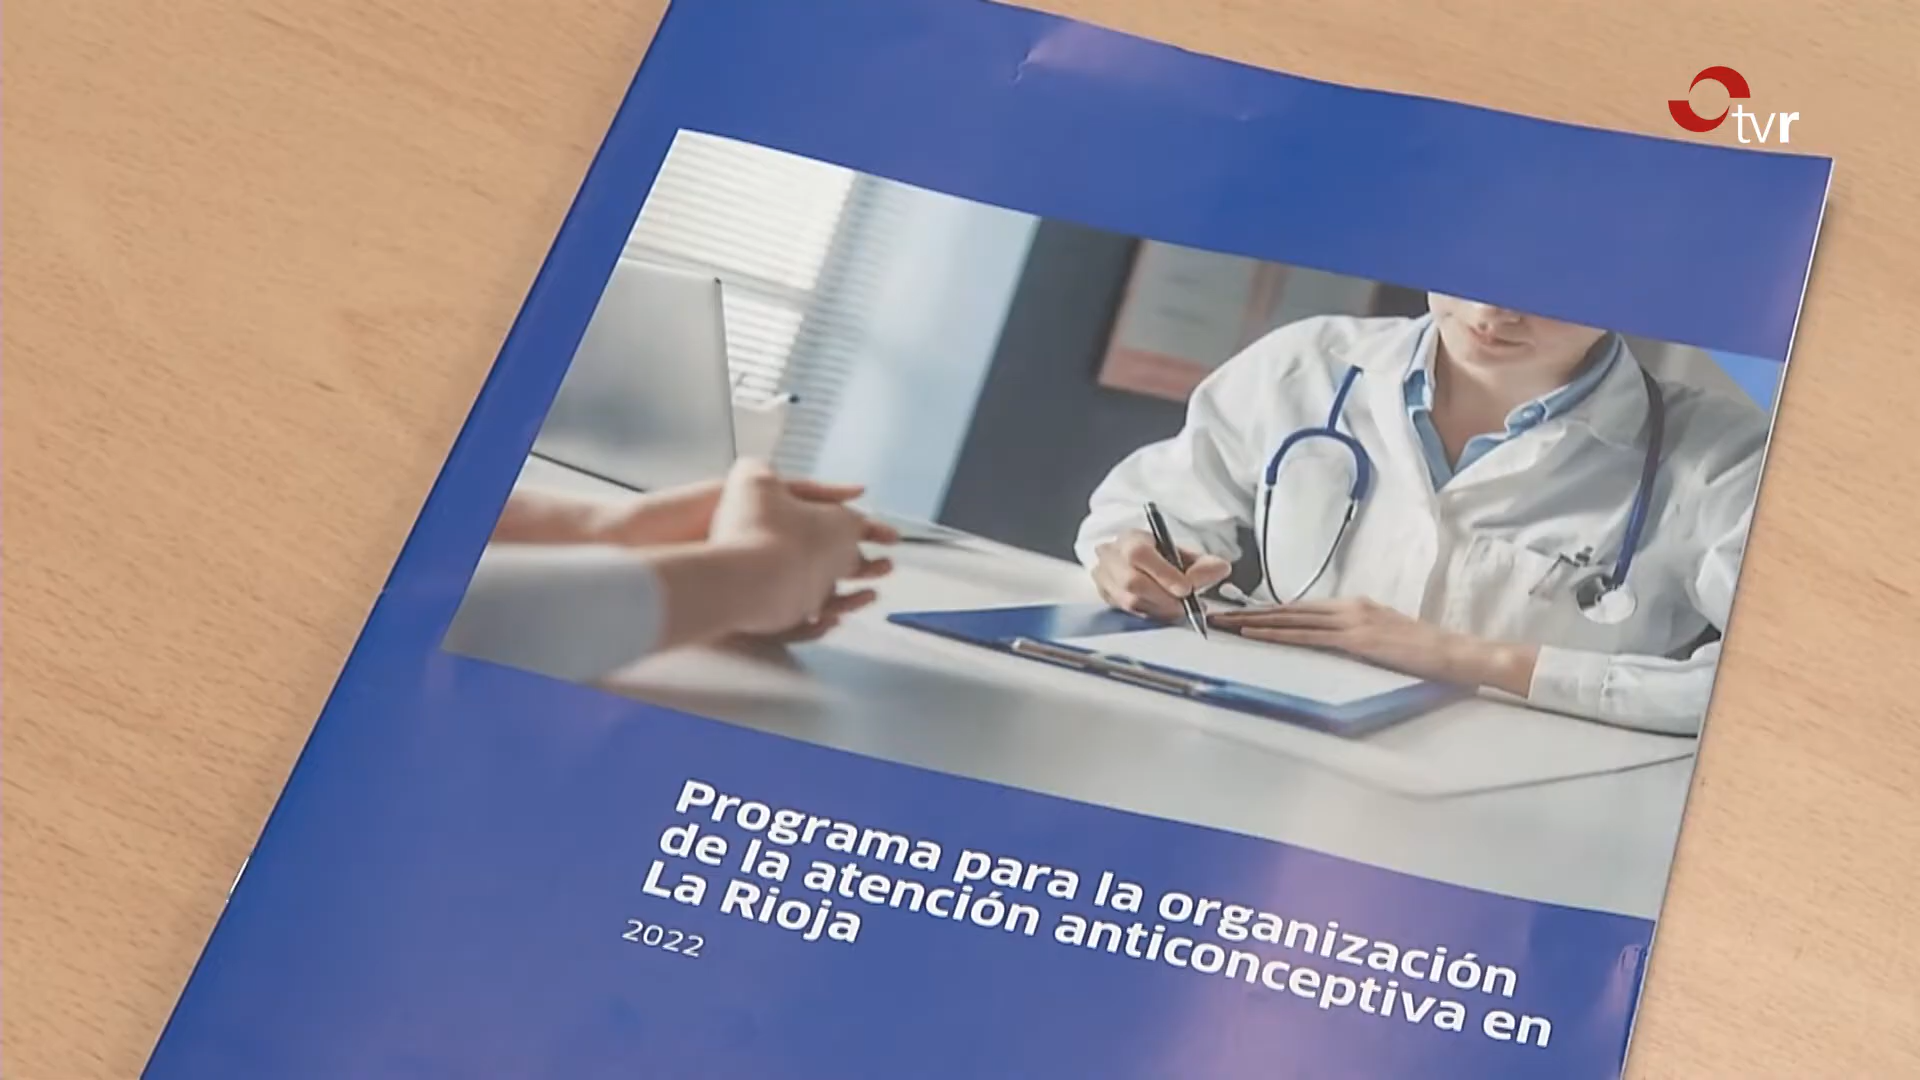 tvr
Programa para la organización
de la atención anticonceptiva en
La Rioja
2022